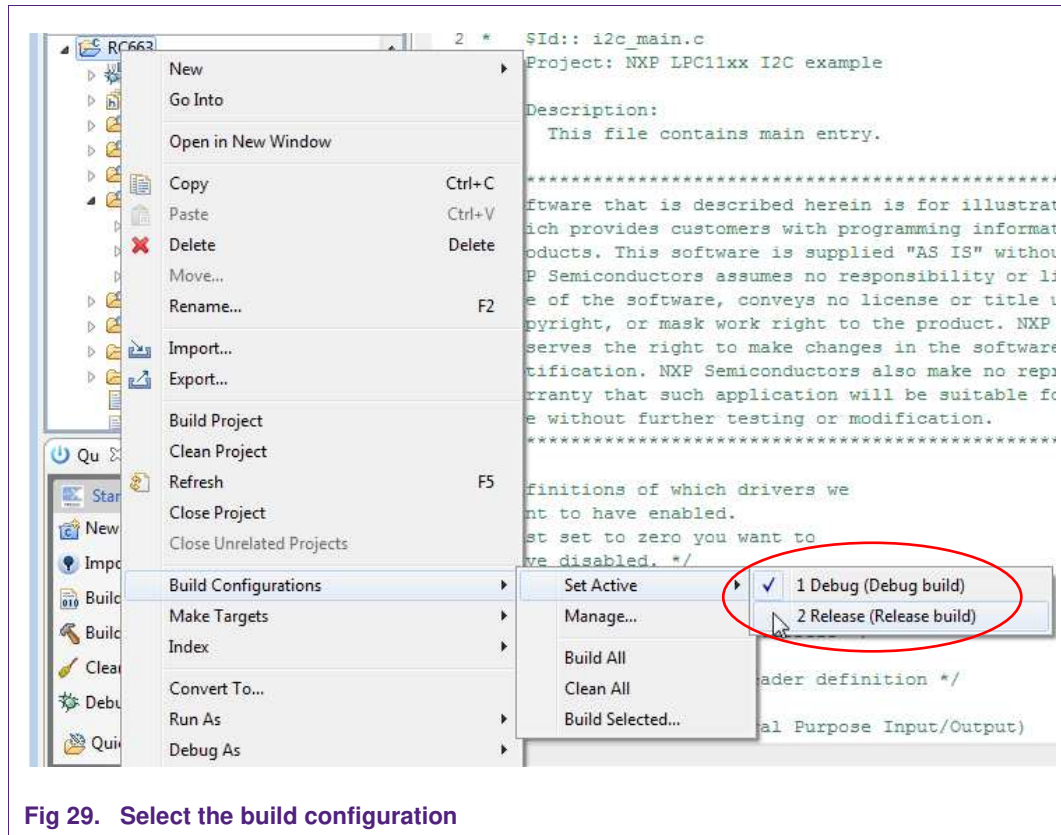 RC663
New
Go Into
Open in New Window
Copy Ctrl+C
Paste Ctrl+V
Delete Delete
Move...
Rename... F2
Import...
Export...
Build Project
Clean Project
Refresh F5
Close Project
Close Unrelated Projects
Build Configurations
Make Targets
Index
Convert To...
Run As
Debug As
Qu
Star
New
Impo
Build
Build
Clea
Debu
Qui
2 * $Id:: i2c_main.c
Project: NXP LPC11xx I2C example
Description:
This file contains main entry.
****************************************************
ftware that is described herein is for illustrat
ich provides customers with programming informat
oducts. This software is supplied "AS IS" withou
P Semiconductors assumes no responsibility or li
e of the software, conveys no license or title u
pyright, or mask work right to the product. NXP
serves the right to make changes in the software
tification. NXP Semiconductors also make no repr
rranty that such application will be suitable fo
e without further testing or modification.
****************************************************
finitions of which drivers we
nt to have enabled.
st set to zero you want to
ve disabled. */
Set Active
Manage...
Build All
Clean All
Build Selected...
1 Debug (Debug build)
2 Release (Release build)
ader definition */
al Purpose Input/Output)
Fig 29. Select the build configuration